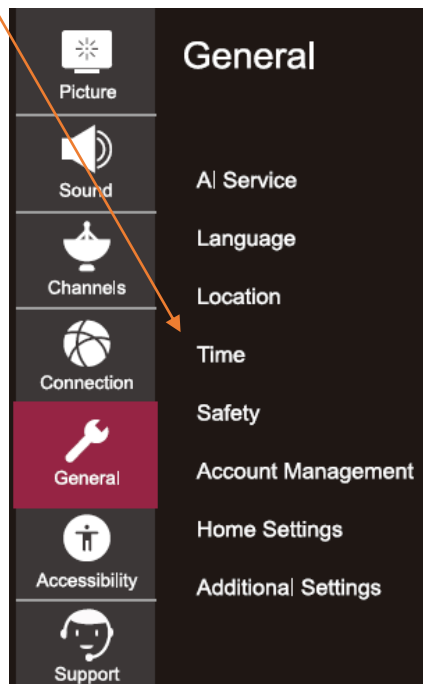 Picture
Sound
Channels
Connection
General
Accessibility
Support
General
AI Service
Language
Location
Time
Safety
Account Management
Home Settings
Additional Settings